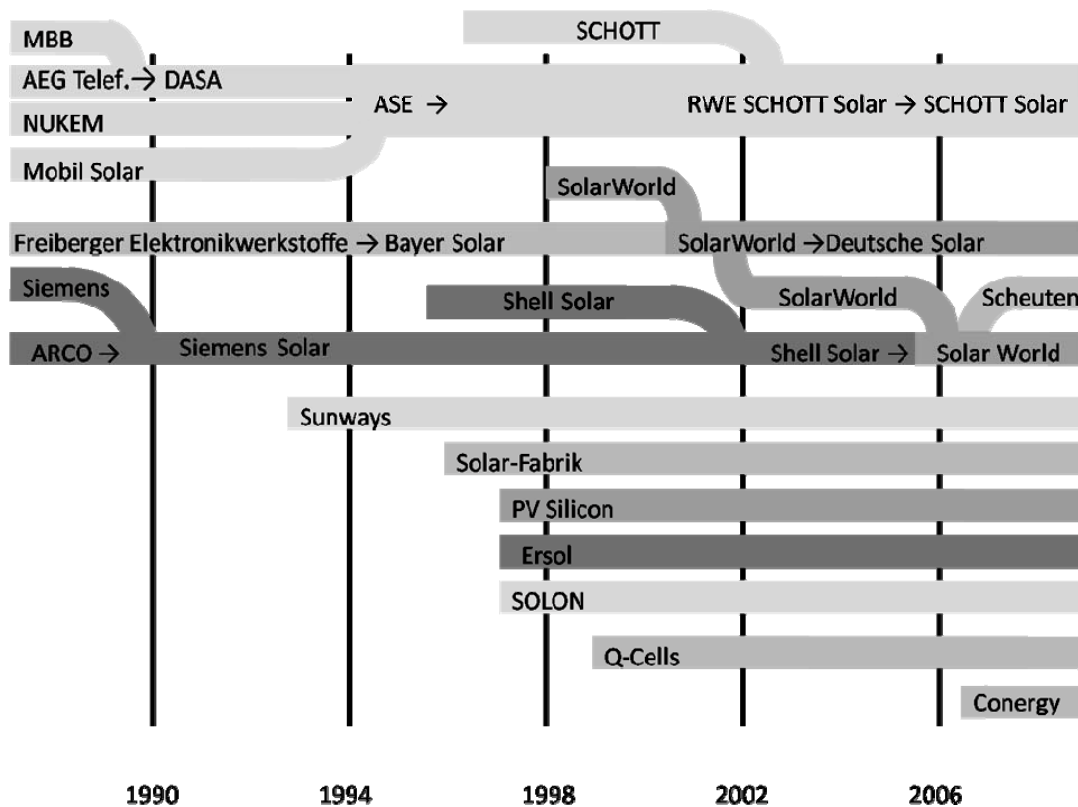 MBB
SCHOTT
AEG Telef.→ DASA
ASE →
RWE SCHOTT Solar → SCHOTT Solar
NUKEM
Mobil Solar
SolarWorld
Freiberger Elektronikwerkstoffe → Bayer Solar
SolarWorld →Deutsche Solar
Siemens
Shell Solar
SolarWorld
Scheuten
ARCO →
Siemens Solar
Shell Solar →
Solar World
Sunways
Solar-Fabrik
PV Silicon
Ersol
SOLON
Q-Cells
Conergy
1990 1994 1998 2002 2006